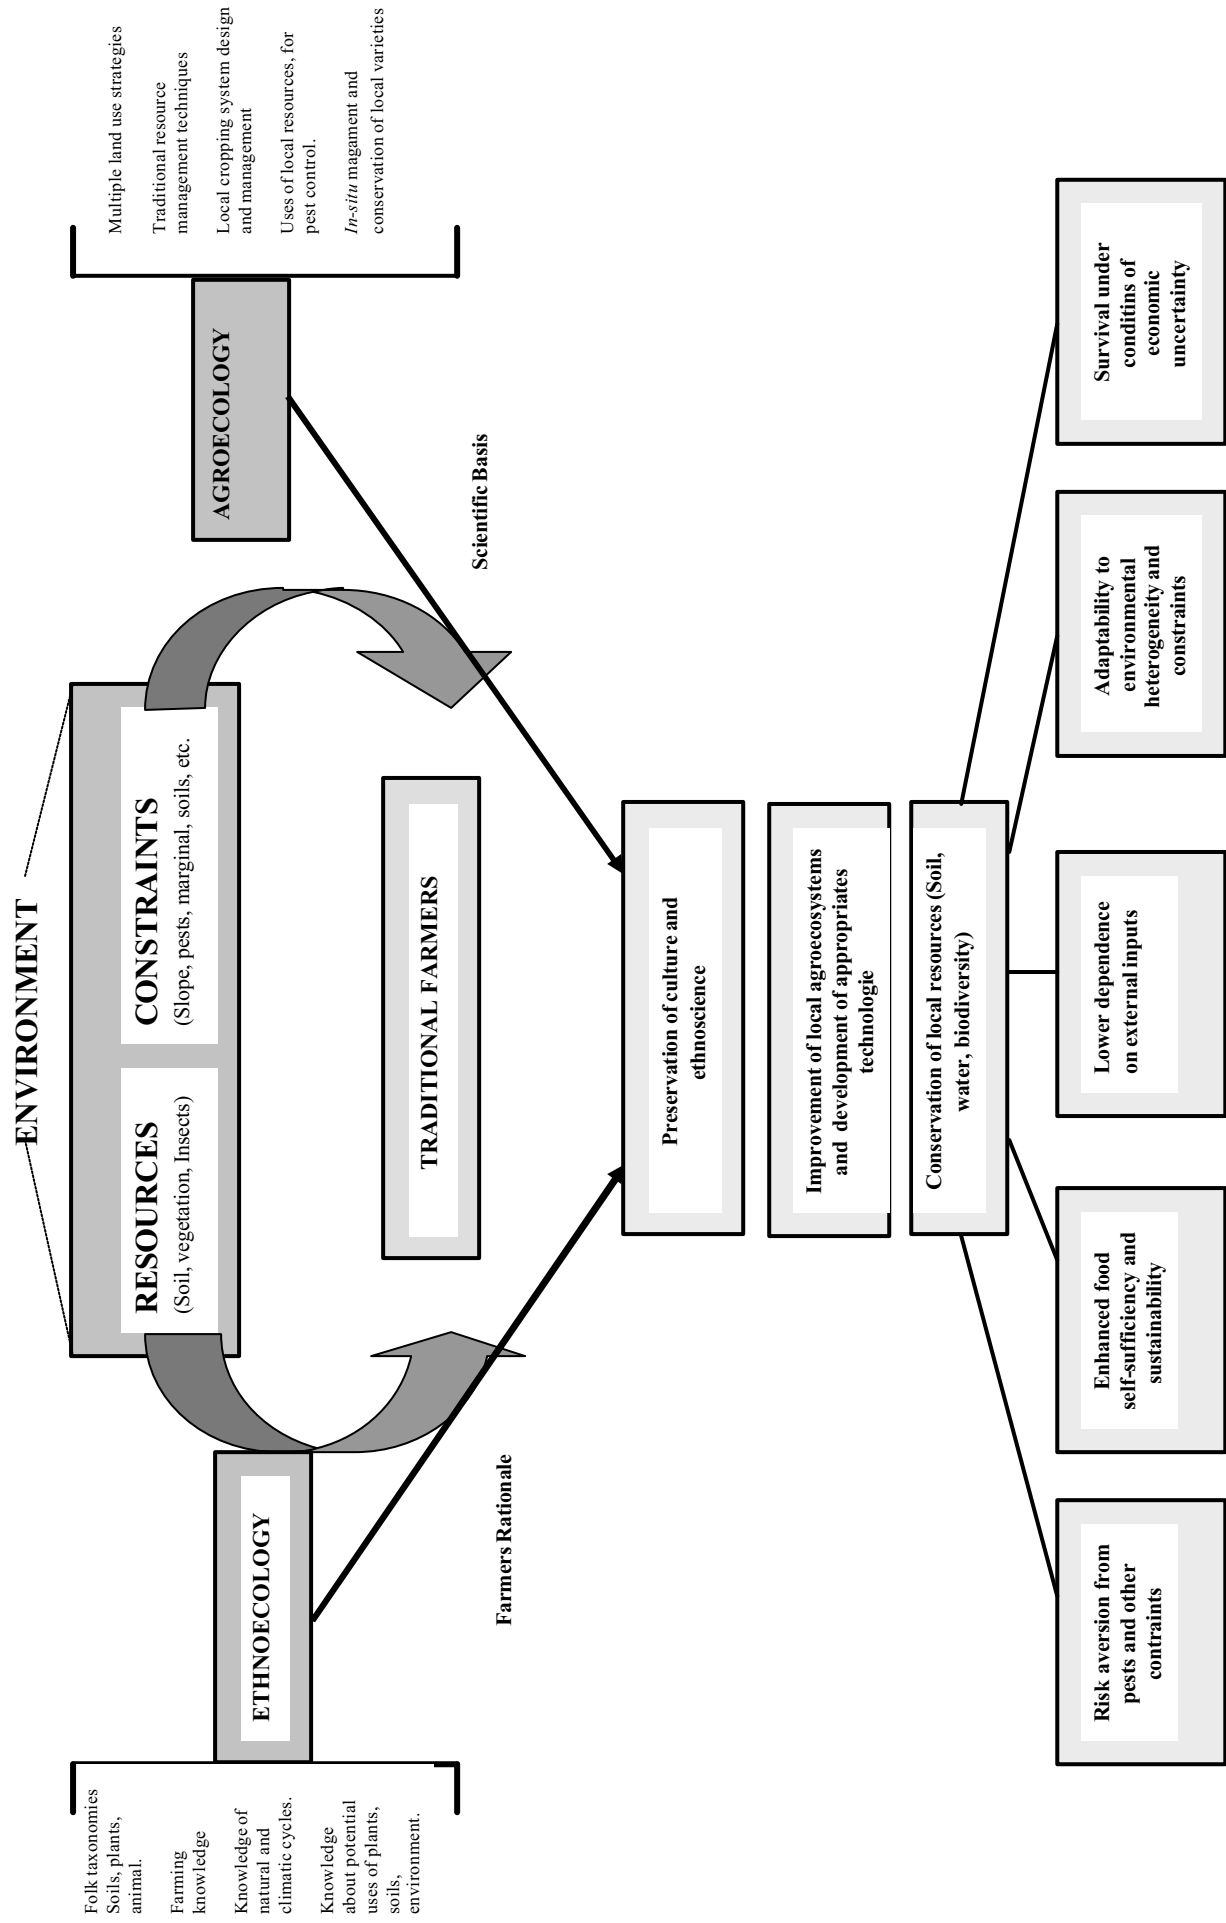 ENVIRONMENT
RESOURCES
(Soil, vegetation, Insects)
CONSTRAINTS
(Slope, pests, marginal, soils, etc.
Folk taxonomies
Soils, plants,
animal.
Farming
knowledge
Knowledge of
natural and
climatic cycles.
Knowledge
about potential
uses of plants,
soils,
environment.
ETHNOECOLOGY
TRADITIONAL FARMERS
AGROECOLOGY
Multiple land use strategies
Traditional resource
management techniques
Local cropping system design
and management
Uses of local resources, for
pest control.
In-situ magament and
conservation of local varieties
Farmers Rationale
Scientific Basis
Preservation of culture and
ethnoscience
Improvement of local agroecosystems
and development of appropriates
technologie
Conservation of local resources (Soil,
water, biodiversity)
Risk aversion from
pests and other
contraints
Enhanced food
self-sufficiency and
sustainability
Lower dependence
on external inputs
Adaptability to
environmental
heterogeneity and
constraints
Survival under
conditins of
economic
uncertainty